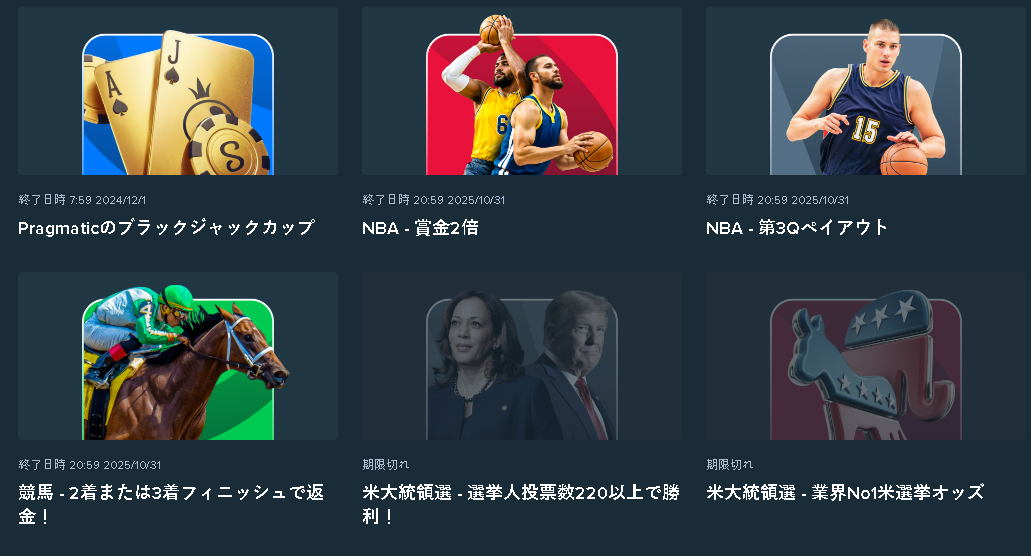 A
J
S
6
15
終了日時 7:59 2024/12/1
終了日時 20:59 2025/10/31
終了日時 20:59 2025/10/31
Pragmaticのブラックジャックカップ
NBA - 賞金2倍
NBA - 第3Qペイアウト
4
終了日時 20:59 2025/10/31
期限切れ
期限切れ
競馬 - 2着または3着フィニッシュで返
金！
米大統領選 - 選挙人投票数220以上で勝
利！
米大統領選 - 業界No1米選挙オッズ